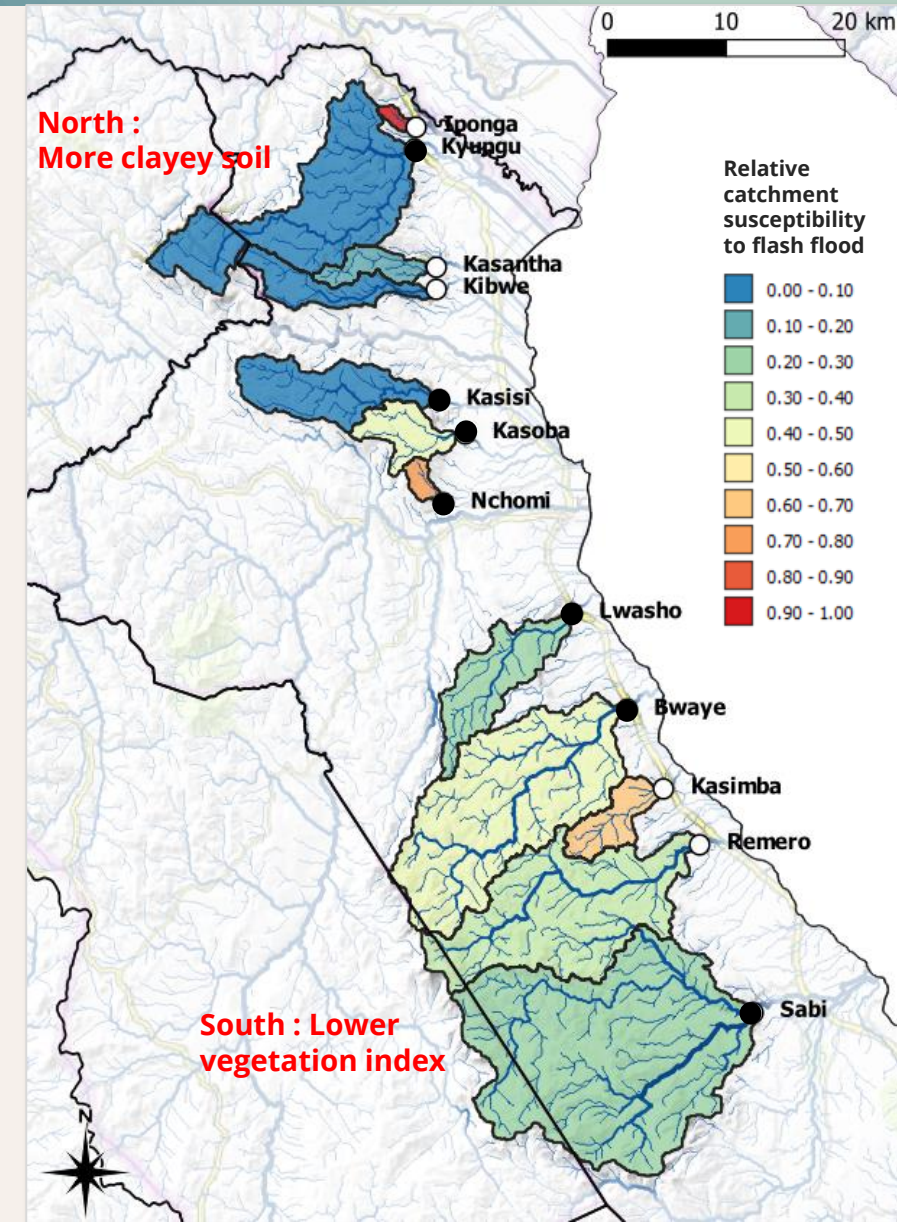 0 10 20 km
North :
More clayey soil
Iponga
Kyungu
Relative
catchment
susceptibility
to flash flood
Kasantha
Kibwe
0.00 - 0.10
0.10 - 0.20
0.20 - 0.30
0.30 - 0.40
0.40 - 0.50
0.50 - 0.60
0.60 - 0.70
0.70 - 0.80
0.80 - 0.90
0.90 - 1.00
Kasisi
Kasoba
Nchomi
Lwasho
Bwaye
Kasimba
Remero
Sabi
South : Lower
vegetation index
N